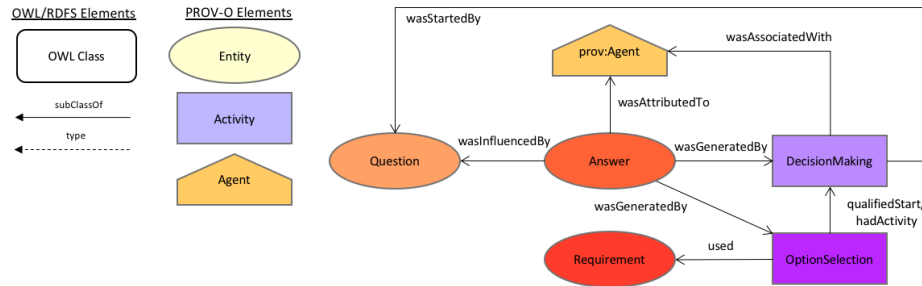 OWL/RDFS Elements
PROV-O Elements
OWL Class
subClassOf
type
Entity
Activity
Agent
wasStartedBy
prov:Agent
wasAssociatedWith
wasAttributedTo
Question
wasInfluencedBy
Answer
wasGeneratedBy
DecisionMaking
wasGeneratedBy
qualifiedStart/
hadActivity
Requirement
used
OptionSelection